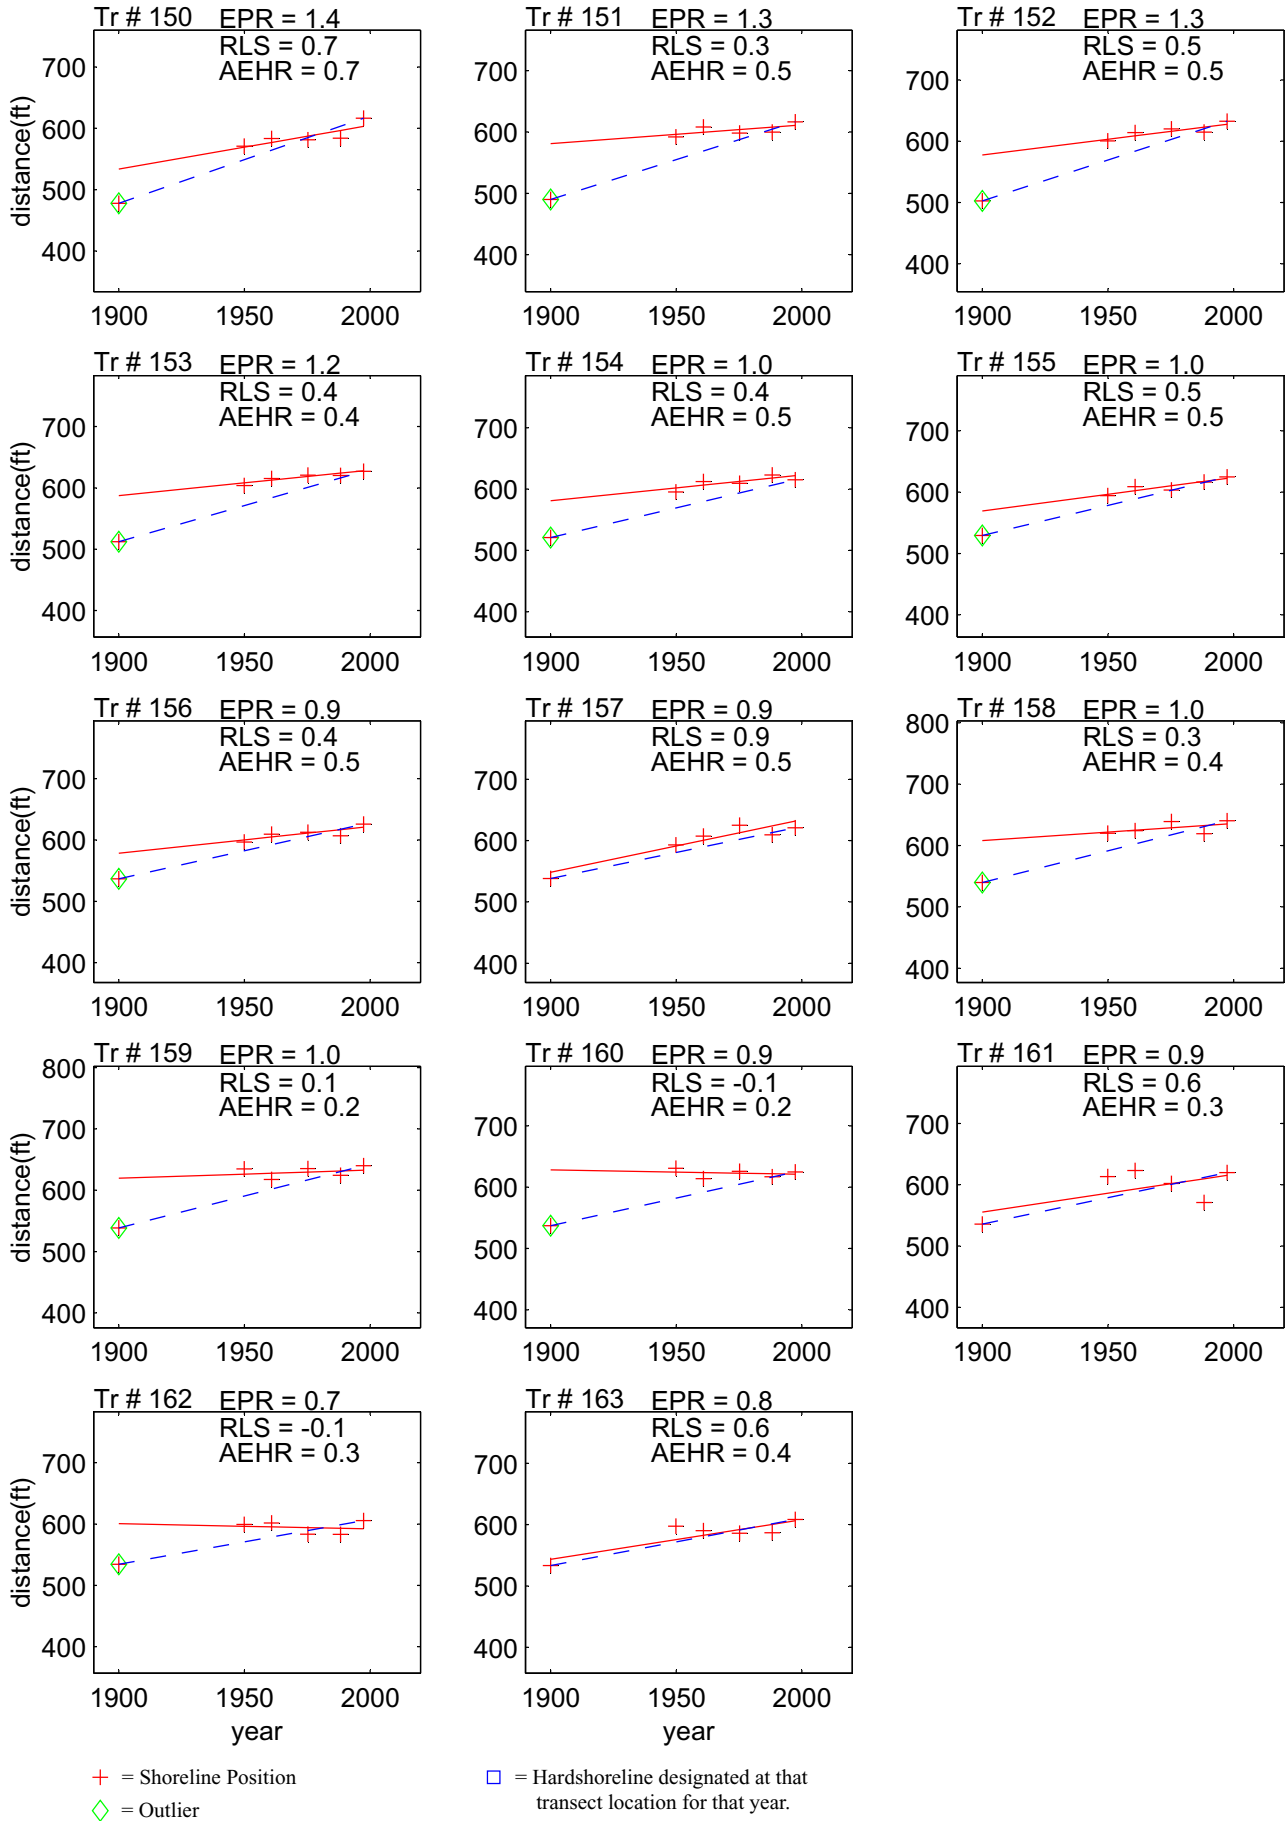 Tr # 150 EPR = 1.4
RLS = 0.7
AEHR = 0.7
700
600
500
400
distance(ft)
1900 1950 2000
Tr # 151 EPR = 1.3
RLS = 0.3
AEHR = 0.5
700
600
500
400
1900 1950 2000
Tr # 152 EPR = 1.3
RLS = 0.5
AEHR = 0.5
700
600
500
400
1900 1950 2000
Tr # 153 EPR = 1.2
RLS = 0.4
AEHR = 0.4
700
600
500
400
distance(ft)
1900 1950 2000
Tr # 154 EPR = 1.0
RLS = 0.4
AEHR = 0.5
700
600
500
400
1900 1950 2000
Tr # 155 EPR = 1.0
RLS = 0.5
AEHR = 0.5
700
600
500
400
1900 1950 2000
Tr # 156 EPR = 0.9
RLS = 0.4
AEHR = 0.5
700
600
500
400
distance(ft)
1900 1950 2000
Tr # 157 EPR = 0.9
RLS = 0.9
AEHR = 0.5
700
600
500
400
1900 1950 2000
Tr # 158 EPR = 1.0
RLS = 0.3
AEHR = 0.4
800
700
600
500
400
1900 1950 2000
Tr # 159 EPR = 1.0
RLS = 0.1
AEHR = 0.2
800
700
600
500
400
distance(ft)
1900 1950 2000
Tr # 160 EPR = 0.9
RLS = -0.1
AEHR = 0.2
700
600
500
400
1900 1950 2000
Tr # 161 EPR = 0.9
RLS = 0.6
AEHR = 0.3
700
600
500
400
1900 1950 2000
Tr # 162 EPR = 0.7
RLS = -0.1
AEHR = 0.3
700
600
500
400
distance(ft)
1900 1950 2000
year
Tr # 163 EPR = 0.8
RLS = 0.6
AEHR = 0.4
700
600
500
400
1900 1950 2000
year
= Shoreline Position
= Outlier
= Hardshoreline designated at that
transect location for that year.